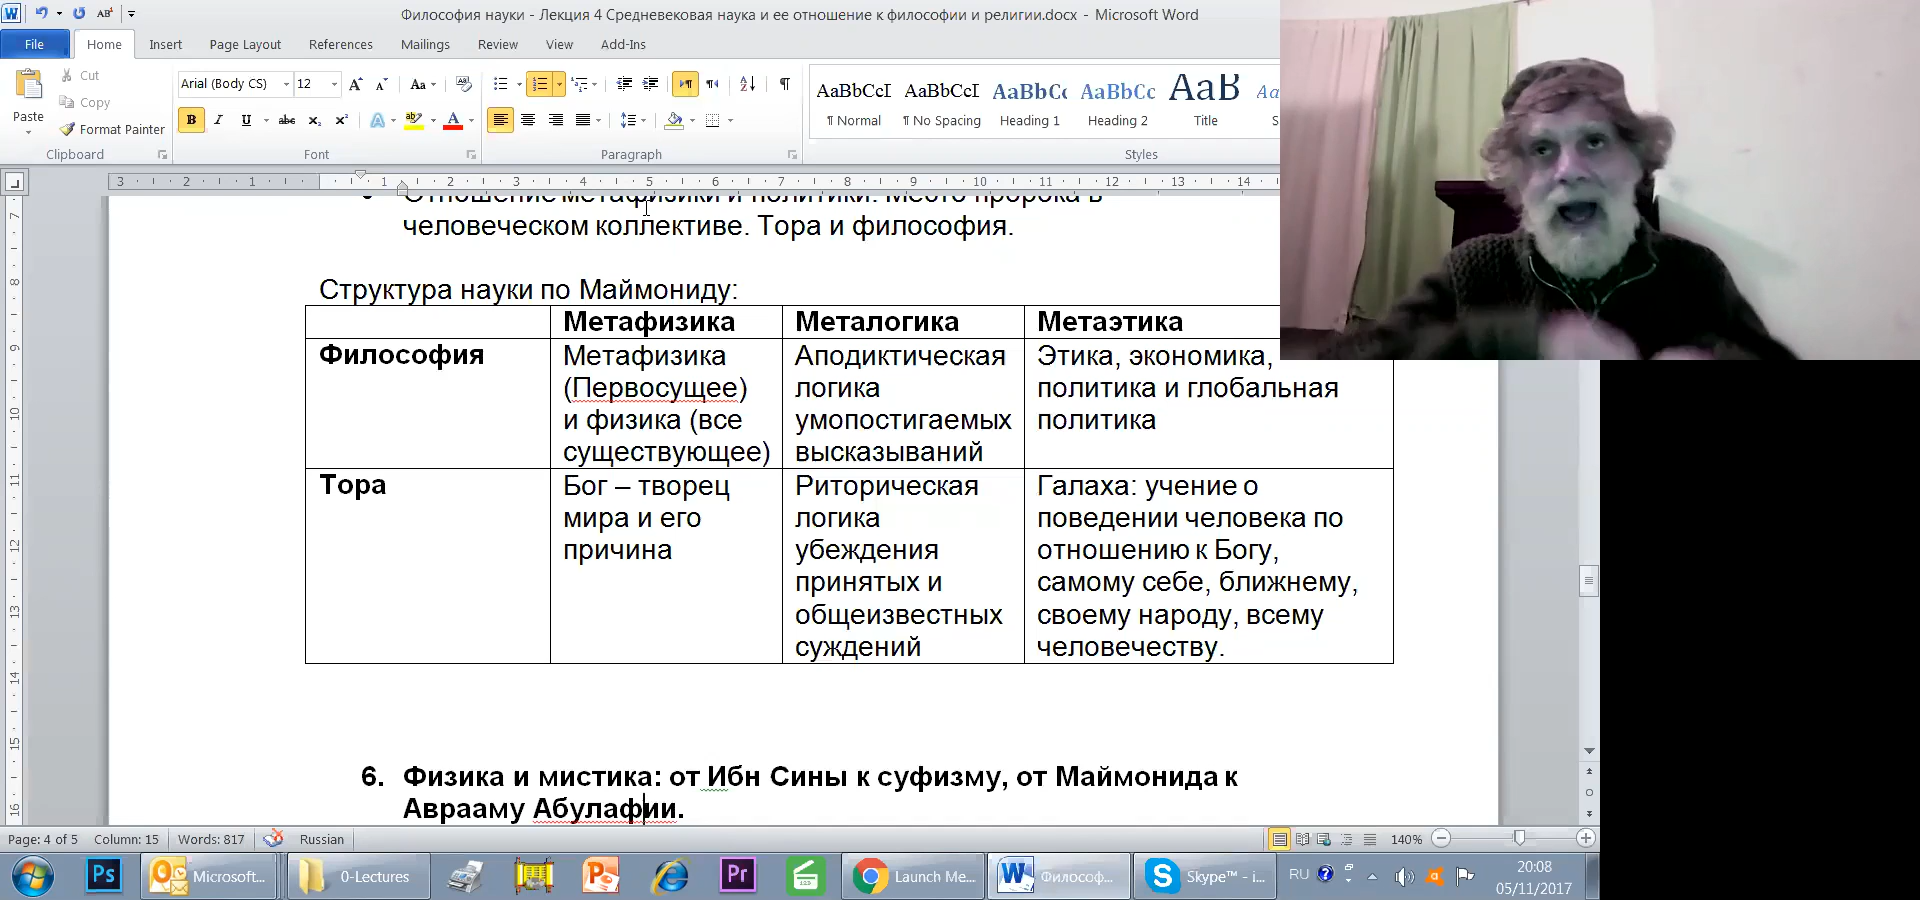 Философия науки - Лекция 4 Средневековая наука и ее отношение к философии и религии.docx - Microsoft Word
File Home Insert Page Layout References Mailings Review View Add-Ins
Cut
Copy
Format Painter
Paste
Clipboard
Arial (Body CS) 12
Font
Paragraph
AaBbCcI AaBbCcI AaBbCc AaBbCc AaB
¶ Normal ¶ No Spacing Heading 1 Heading 2 Title
Styles
Отношение метафизики и политики. Место пророка в
человеческом коллективе. Тора и философия.
Структура науки по Маймониду:
Метафизика Металогика Метаэтика
Философия
Метафизика
(Первосущее)
и физика (все
существующее)
Аподиктическая
логика
умопостигаемых
высказываний
Этика, экономика,
политика и глобальная
политика
Тора
Бог – творец
мира и его
причина
Риторическая
логика
убеждения
принятых и
общеизвестных
суждений
Галаха: учение о
поведении человека по
отношению к Богу,
самому себе, ближнему,
своему народу, всему
человечеству.
6. Физика и мистика: от Ибн Сины к суфизму, от Маймонида к
Аврааму Абулафии.
Page: 4 of 5 Column: 15 Words: 817 Russian 140%
Microsoft... 0-Lectures Launch Me... Философ... Skype™ - i... RU
20:08
05/11/2017